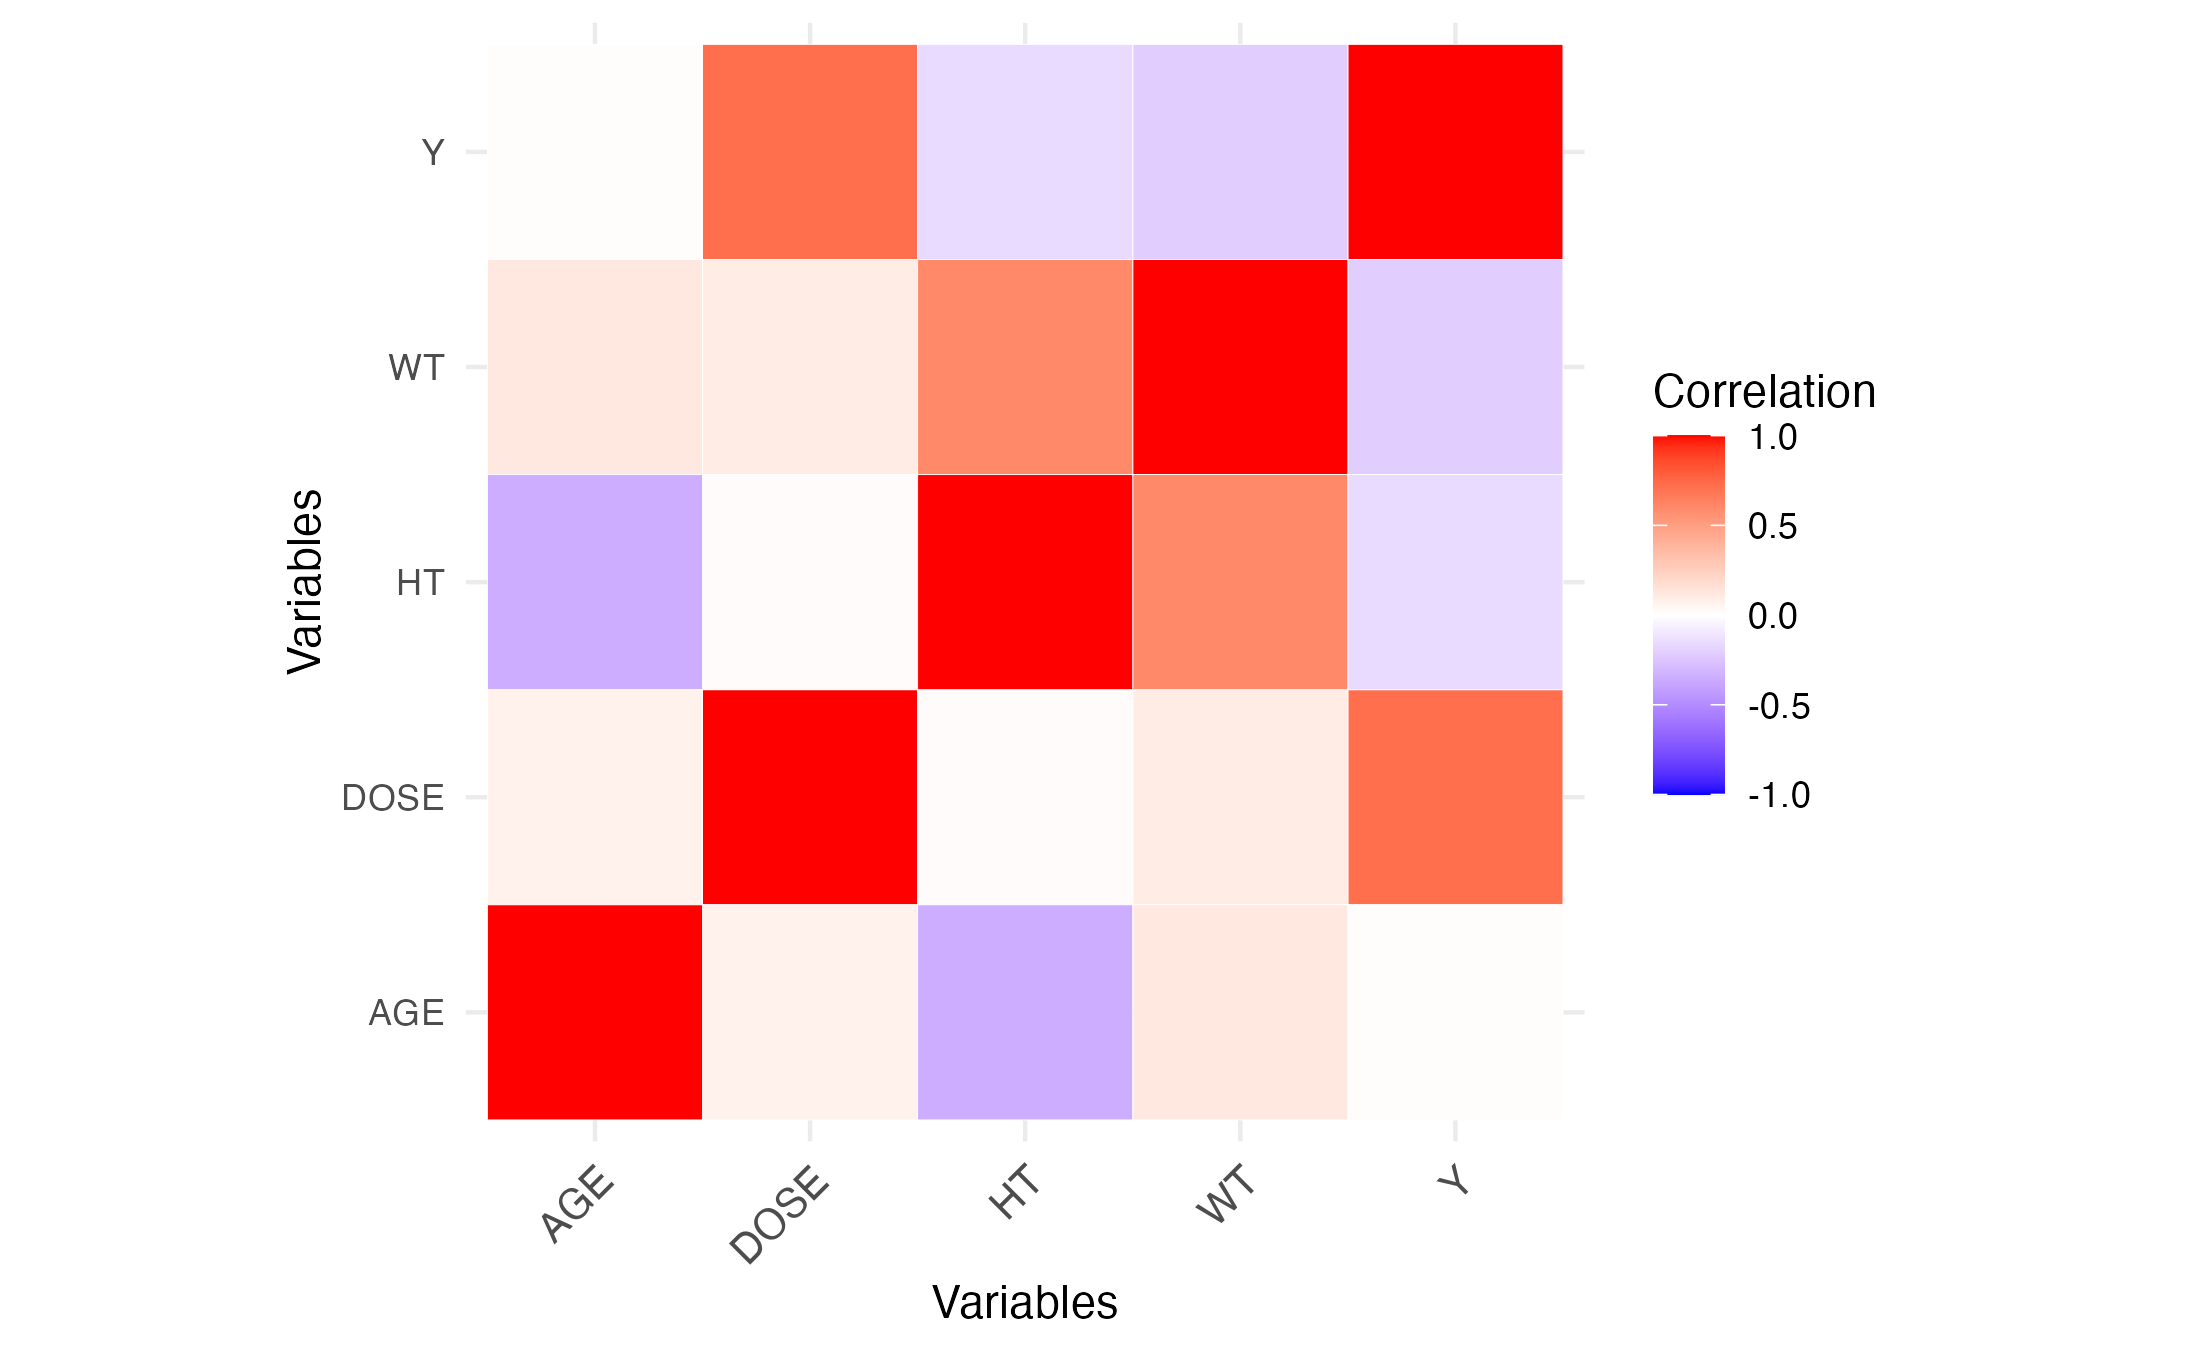 Y
WT
HT
DOSE
AGE
Variables
AGE
DOSE
HT
WT
Y
Variables
Correlation
1.0
0.5
0.0
-0.5
-1.0